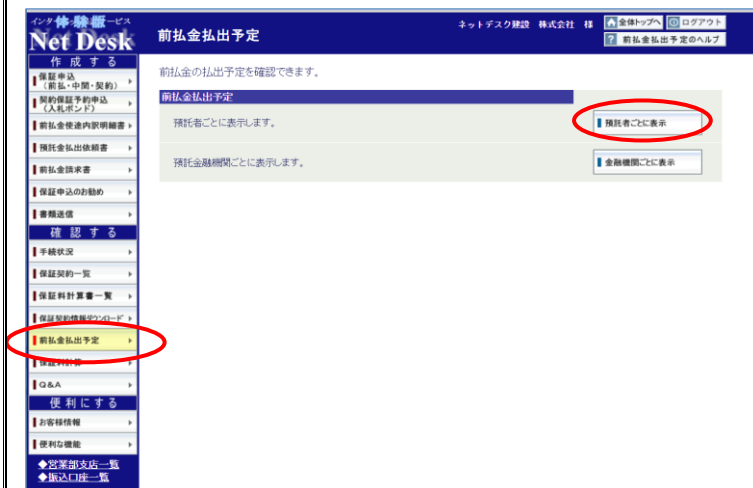 インターネットサービス
体験版
Net Desk
前払金払出予定
ネットデスク建設 株式会社 様
全体トップへ
ログアウト
? 前払金払出予定のヘルプ
作成する
保証申込
(前払・中間・契約)
契約保証予約申込
(入札ボンド)
前払金使途内訳明細書
預託金払出依頼書
前払金請求書
保証申込のお勧め
書類送信
確認する
手続状況
保証契約一覧
保証料計算書一覧
保証契約情報ダウンロード
前払金払出予定
保証料計算
Q&A
便利にする
お客様情報
便利な機能
◆営業部支店一覧
◆振込口座一覧
前払金の払出予定を確認できます。
前払金払出予定
預託者ごとに表示します。
預託者ごとに表示
預託金融機関ごとに表示します。
金融機関ごとに表示